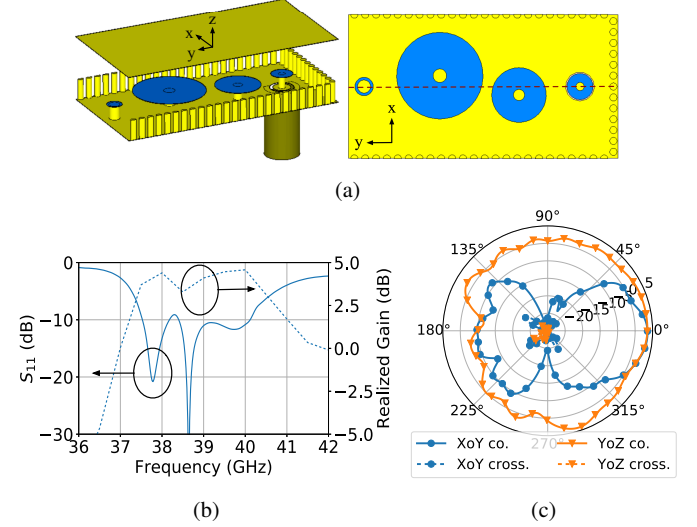 z
x
y
x
y
(a)
0
−10
−20
−30
S11 (dB)
36
37
38
39
40
41
42
Frequency (GHz)
5.0
2.5
0.0
−2.5
−5.0
Realized Gain (dB)
(b)
90°
135°
45°
180°
0°
225°
315°
270°
−20
−15
−10
−5
0
5
XoY co.
XoY cross.
YoZ co.
YoZ cross.
(c)